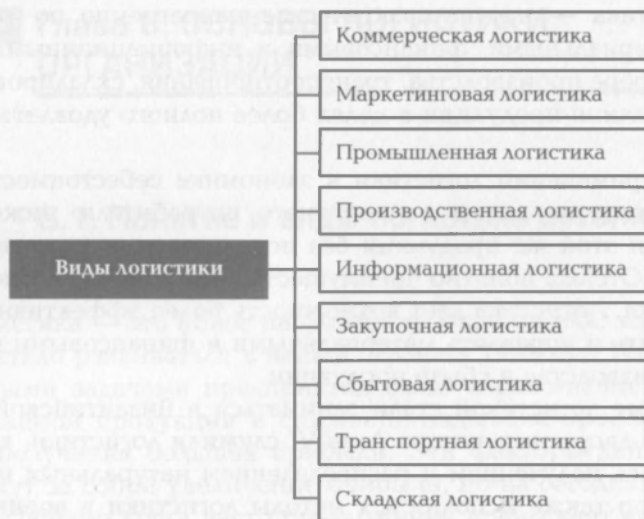 Виды логистики
Коммерческая логистика
Маркетинговая логистика
Промышленная логистика
Производственная логистика
Информационная логистика
Закупочная логистика
Сбытовая логистика
Транспортная логистика
Складская логистика